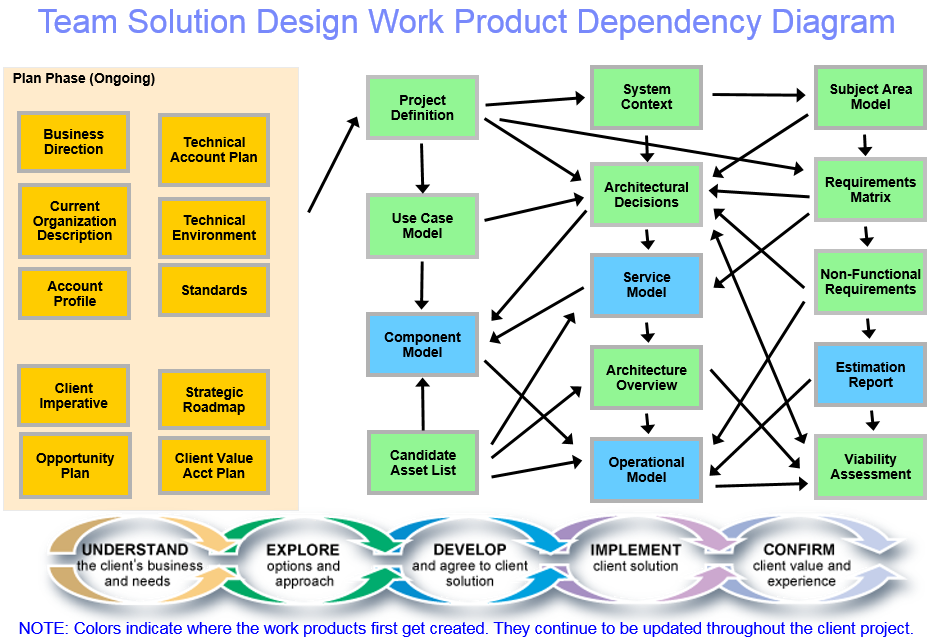 Team Solution Design Work Product Dependency Diagram
Plan Phase (Ongoing)
Business
Direction
Technical
Account Plan
Current
Organization
Description
Technical
Environment
Account
Profile
Standards
Client
Imperative
Strategic
Roadmap
Opportunity
Plan
Client Value
Acct Plan
Project
Definition
System
Context
Subject Area
Model
Use Case
Model
Architectural
Decisions
Requirements
Matrix
Service
Model
Non-Functional
Requirements
Component
Model
Architecture
Overview
Estimation
Report
Candidate
Asset List
Operational
Model
Viability
Assessment
UNDERSTAND
the client's business
and needs
EXPLORE
options and
approach
DEVELOP
and agree to client
solution
IMPLEMENT
client solution
CONFIRM
client value and
experience
NOTE: Colors indicate where the work products first get created. They continue to be updated throughout the client project.